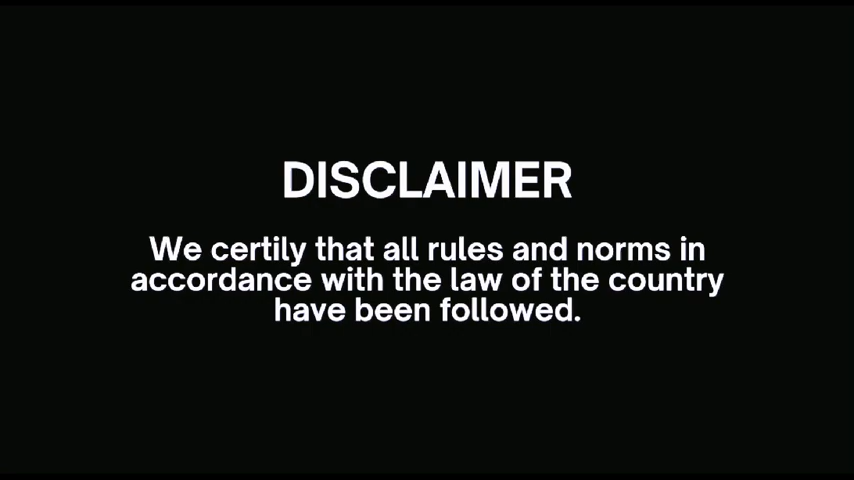 DISCLAIMER
We certily that all rules and norms in
accordance with the law of the country
have been followed.